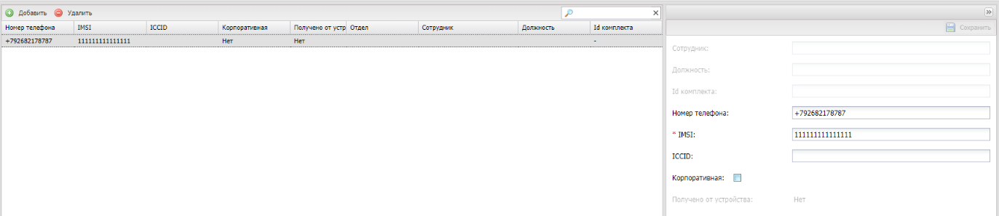 Добавить Удалить
Номер телефона IMSI ICCID Корпоративная Получено от устр Отдел Сотрудник Должность Id комплекта
+792682178787 111111111111111 Нет Нет -
Сохранить
Сотрудник:
Должность:
Id комплекта:
Номер телефона: +792682178787
* IMSI: 111111111111111
ICCID:
Корпоративная:
Получено от устройства: Нет